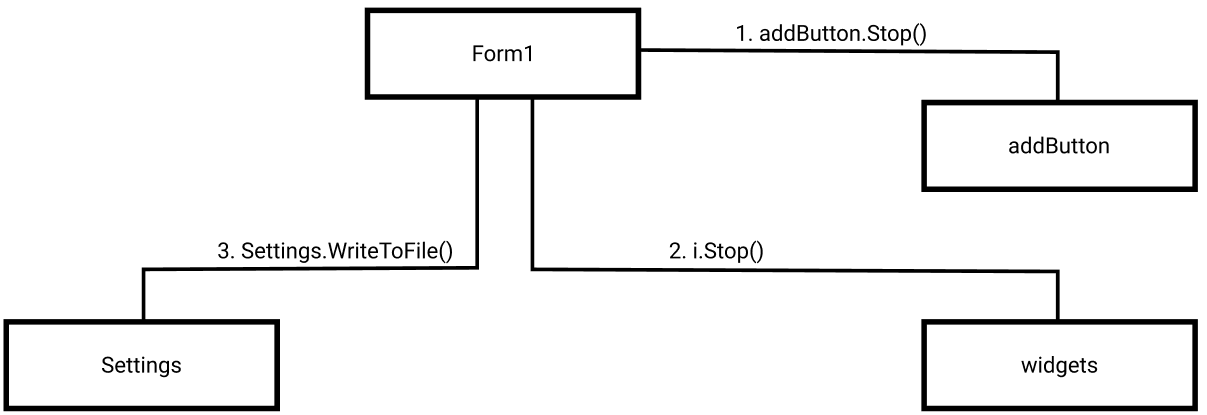 1. addButton.Stop()
Form1
addButton
3. Settings.WriteToFile()
2. i.Stop()
Settings
widgets